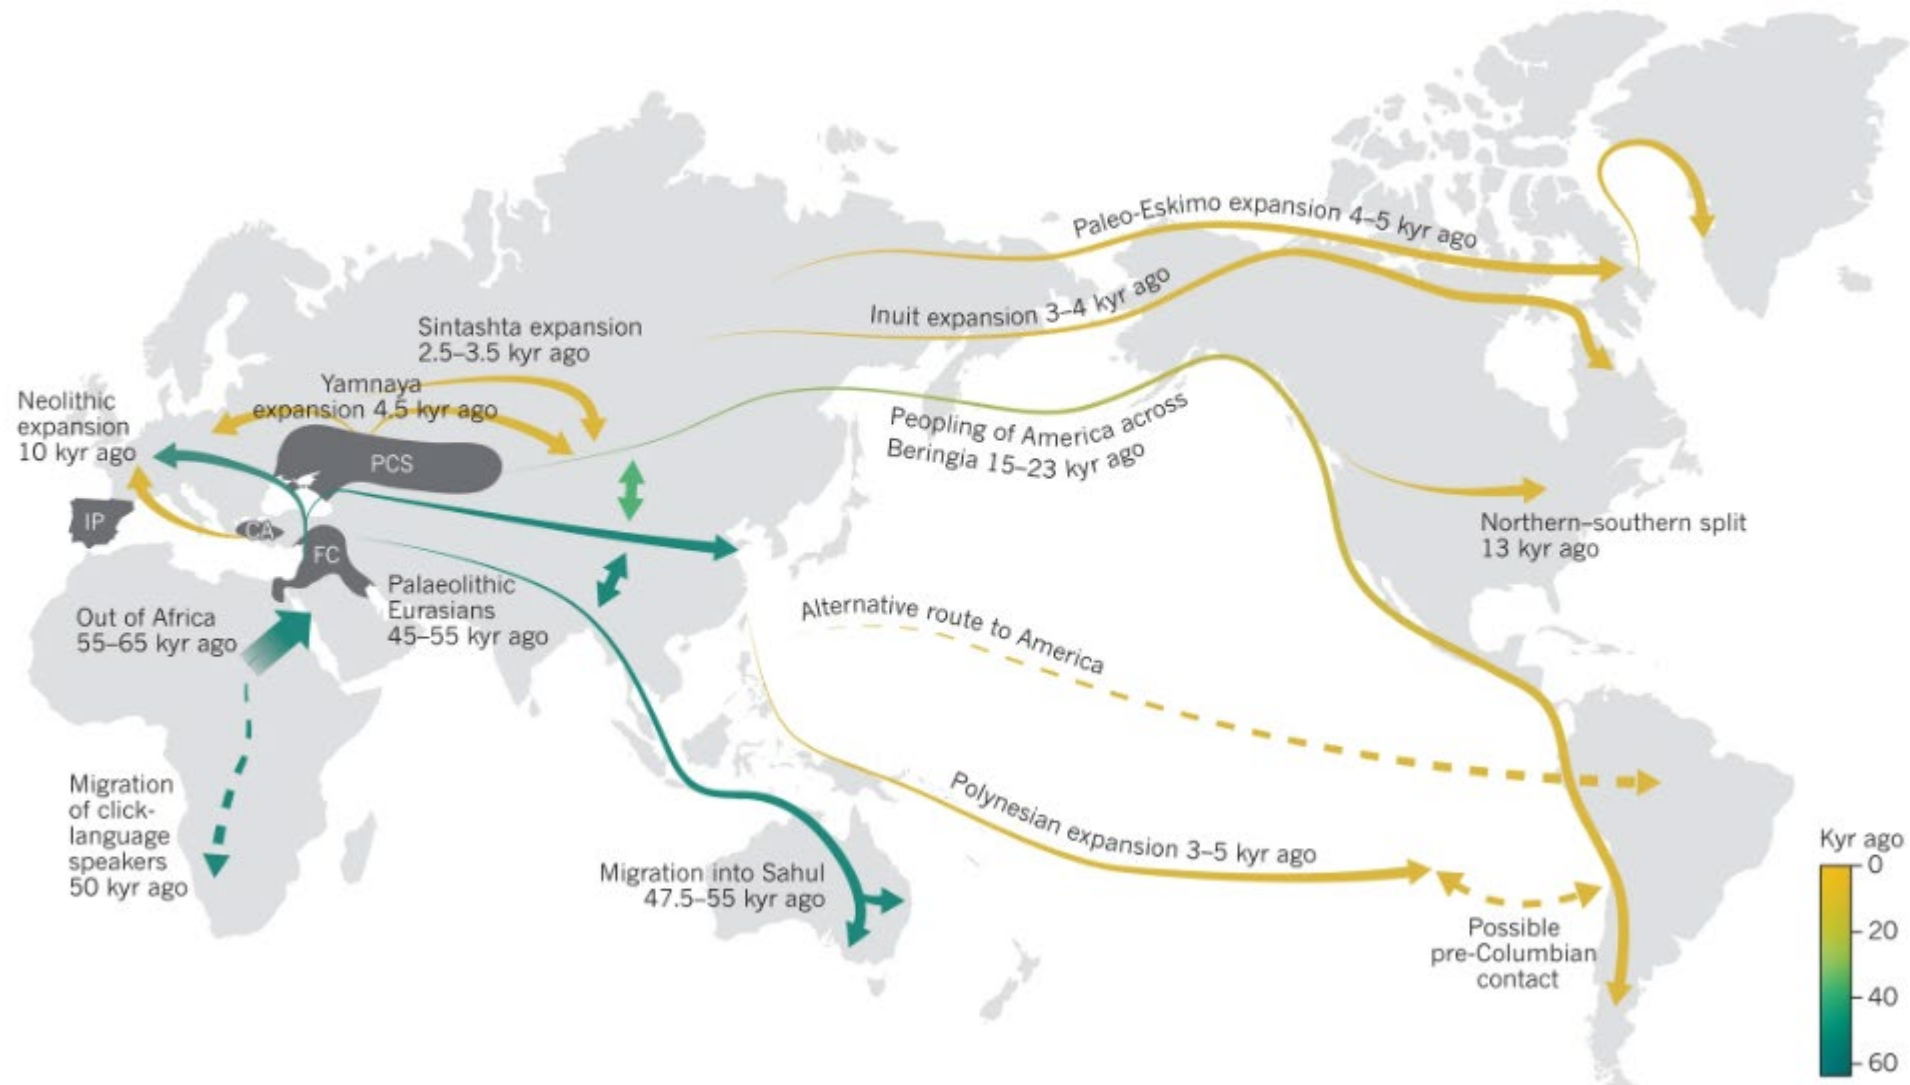 Paleo-Eskimo expansion 4–5 kyr ago
Inuit expansion 3–4 kyr ago
Sintashta expansion
2.5–3.5 kyr ago
Yamnaya
expansion 4.5 kyr ago
Neolithic
expansion
10 kyr ago
PCS
Peopling of America across
Beringia 15–23 kyr ago
IP
CA
FC
Northern–southern split
13 kyr ago
Palaeolithic
Eurasians
45–55 kyr ago
Out of Africa
55–65 kyr ago
Alternative route to America
Migration
of click-
language
speakers
50 kyr ago
Polynesian expansion 3–5 kyr ago
Migration into Sahul
47.5–55 kyr ago
Possible
pre-Columbian
contact
Kyr ago
0
20
40
60